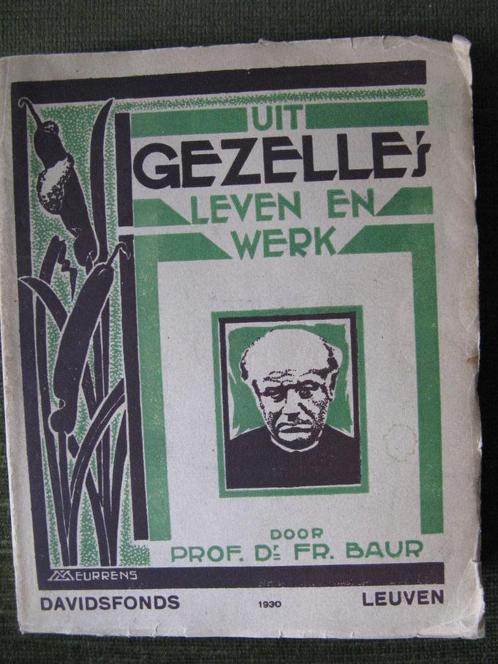 UIT
GEZELLE'S
LEVEN EN
WERK
DOOR
PROF. Dr. FR. BAUR
MEURRENS
DAVIDSFONDS 1930 LEUVEN